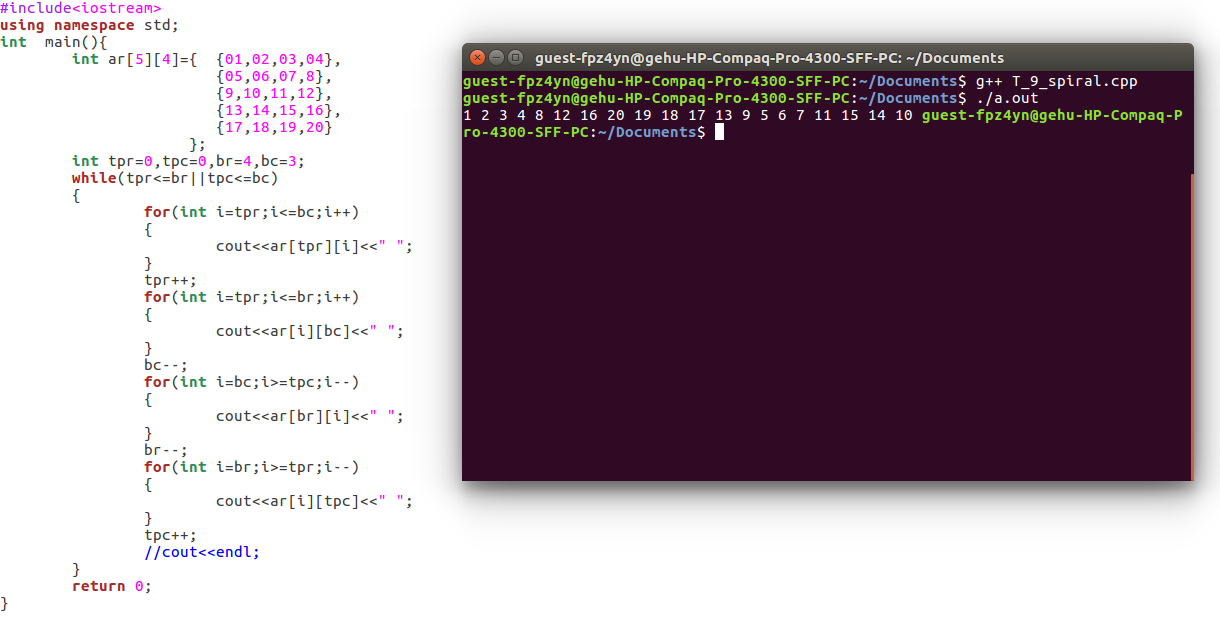 #include<iostream>
using namespace std;
int  main(){
        int ar[5][4]={  {01,02,03,04},
                        {05,06,07,8},
                        {9,10,11,12},
                        {13,14,15,16},
                        {17,18,19,20}
                     };
        int tpr=0,tpc=0,br=4,bc=3;
        while(tpr<=br||tpc<=bc)
        {
                for(int i=tpr;i<=bc;i++)
                {
                        cout<<ar[tpr][i]<<" ";
                }
                tpr++;
                for(int i=tpr;i<=br;i++)
                {
                        cout<<ar[i][bc]<<" ";
                }
                bc--;
                for(int i=bc;i>=tpc;i--)
                {
                        cout<<ar[br][i]<<" ";
                }
                br--;
                for(int i=br;i>=tpr;i--)
                {
                        cout<<ar[i][tpc]<<" ";
                }
                tpc++;
                //cout<<endl;
        }
        return 0;
}
guest-fpz4yn@gehu-HP-Compaq-Pro-4300-SFF-PC: ~/Documents
guest-fpz4yn@gehu-HP-Compaq-Pro-4300-SFF-PC:~/Documents$ g++ T_9_spiral.cpp
guest-fpz4yn@gehu-HP-Compaq-Pro-4300-SFF-PC:~/Documents$ ./a.out
1 2 3 4 8 12 16 20 19 18 17 13 9 5 6 7 11 15 14 10 guest-fpz4yn@gehu-HP-Compaq-P
ro-4300-SFF-PC:~/Documents$